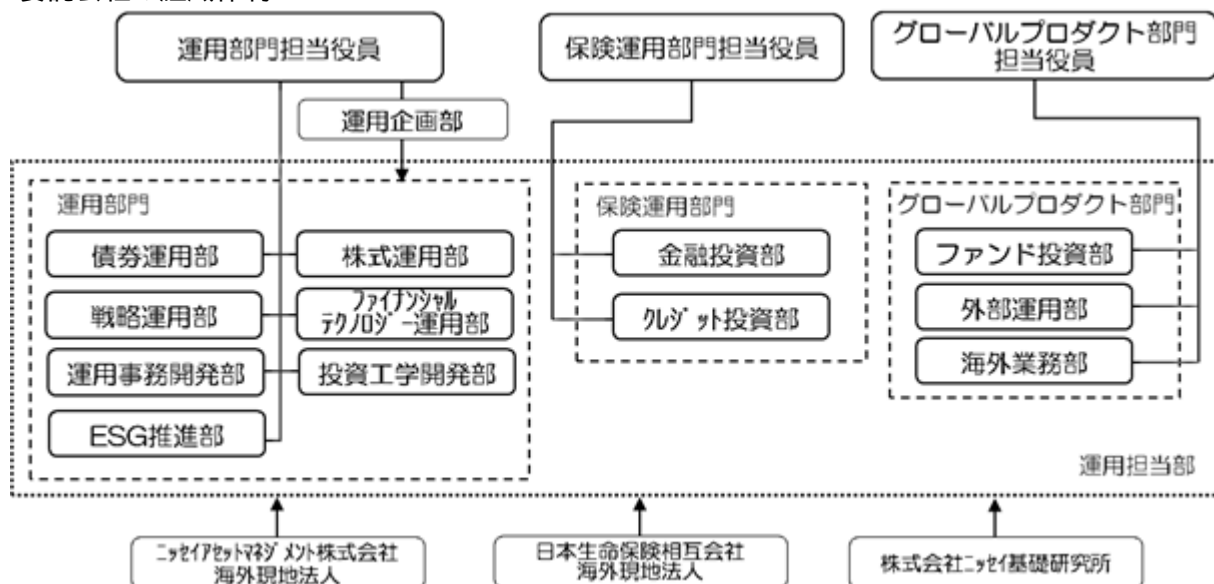 運用部門担当役員
保険運用部門担当役員
グローバルプロダクト部門
担当役員
運用企画部
運用部門
債券運用部
株式運用部
戦略運用部
ファイナンシャル
テクノロジー運用部
運用事務開発部
投資工学開発部
ESG推進部
保険運用部門
金融投資部
クレジット投資部
グローバルプロダクト部門
ファンド投資部
外部運用部
海外業務部
運用担当部
ニッセイアセットマネジメント株式会社
海外現地法人
日本生命保険相互会社
海外現地法人
株式会社ニッセイ基礎研究所